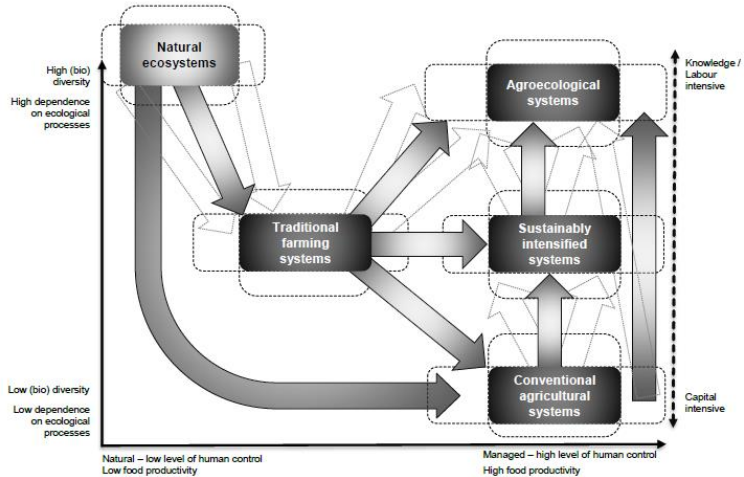 Natural
ecosystems
High (bio)
diversity
High dependence
on ecological
processes
Agroecological
systems
Knowledge /
Labour
intensive
Traditional
farming
systems
Sustainably
intensified
systems
Low (bio) diversity
Low dependence
on ecological
processes
Conventional
agricultural
systems
Capital
intensive
Natural – low level of human control
Low food productivity
Managed – high level of human control
High food productivity